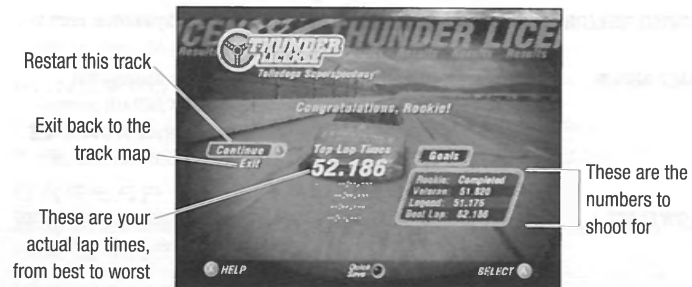 THUNDER LICE
Results
Results
THUNDER
LICENSE
Talladega Superspeedway
Congratulations, Rookie!
Restart this track
Continue
Exit
Exit back to the
track map
Top Lap Times
52.186
--:--.---
--:--.---
--:--.---
--:--.---
Goals
Rookie: Completed
Veteran: 51.820
Legend: 51.175
Best Lap: 52.186
These are the
numbers to
shoot for
These are your
actual lap times,
from best to worst
HELP
Quick
Save
SELECT